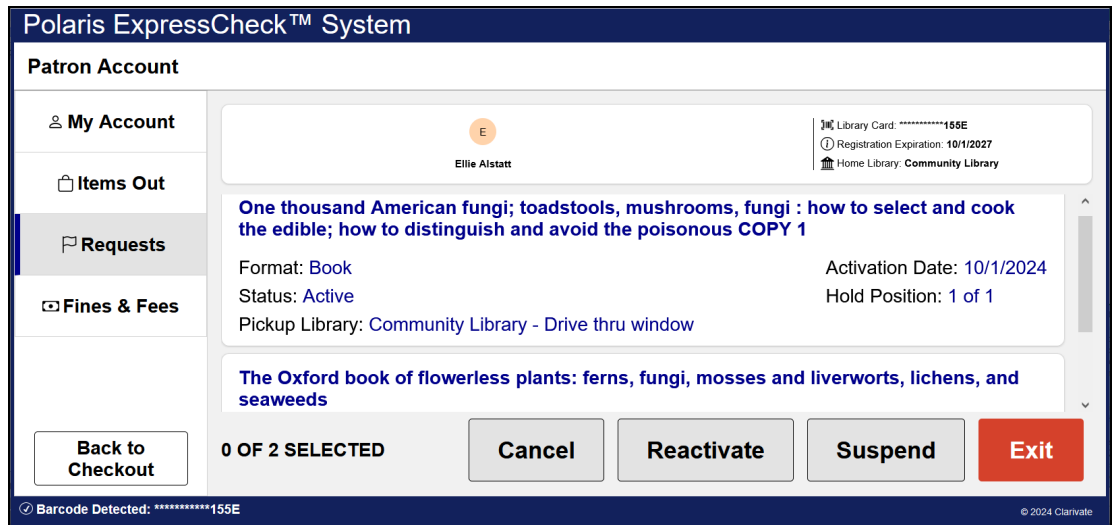 Polaris ExpressCheck™ System
Patron Account
My Account
Items Out
Requests
Fines & Fees
Back to
Checkout
E
Ellie Alstatt
Library Card: ***********155E
Registration Expiration: 10/1/2027
Home Library: Community Library
One thousand American fungi; toadstools, mushrooms, fungi : how to select and cook
the edible; how to distinguish and avoid the poisonous COPY 1
Format: Book
Activation Date: 10/1/2024
Status: Active
Hold Position: 1 of 1
Pickup Library: Community Library - Drive thru window
The Oxford book of flowerless plants: ferns, fungi, mosses and liverworts, lichens, and
seaweeds
0 OF 2 SELECTED
Cancel
Reactivate
Suspend
Exit
Barcode Detected: ***********155E
© 2024 Clarivate